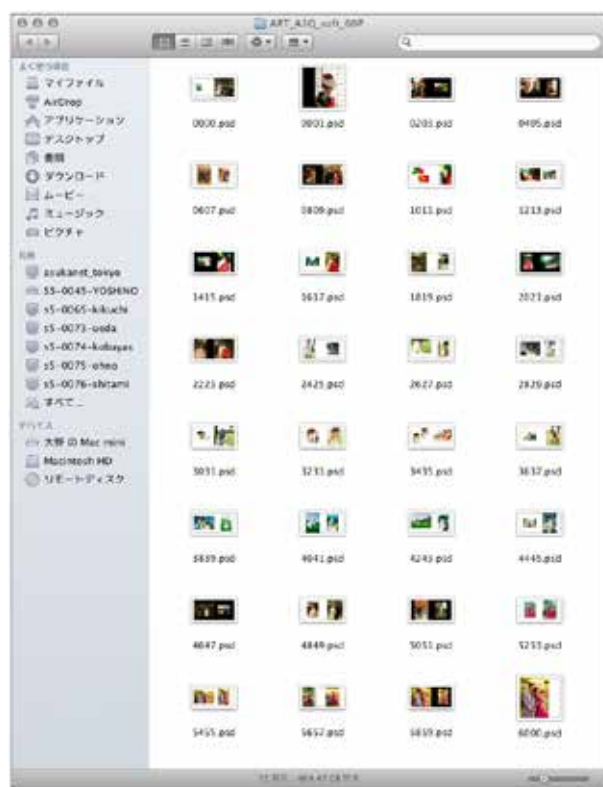 よく使う項目
マイファイル
AirDrop
アプリケーション
デスクトップ
書類
ダウンロード
ムービー
ミュージック
ピクチャ
asukanet_tokyo
s5-0065-kikuchi
s5-0073-ueda
s5-0074-kobayas
s5-0075-ohno
s5-0076-shitami
すべて...
デバイス
大野 の Mac mini
Macintosh HD
リモートディスク
0000.psd 0001.psd 0203.psd 0405.psd
0607.psd 0809.psd 1011.psd 1213.psd
1415.psd 1617.psd 1819.psd 2021.psd
2223.psd 2425.psd 2627.psd 2829.psd
3031.psd 3233.psd 3435.psd 3637.psd
3839.psd 4041.psd 4243.psd 4445.psd
4647.psd 4849.psd 5051.psd 5253.psd
5455.psd 5657.psd 5859.psd 6000.psd